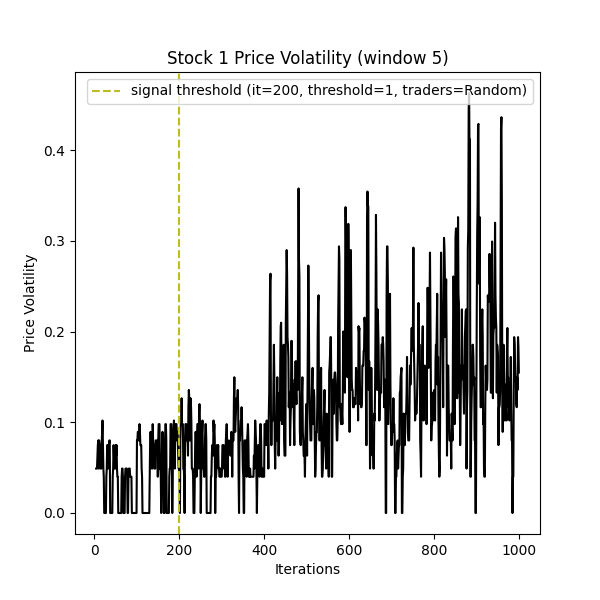 Stock 1 Price Volatility (window 5)
signal threshold (it=200, threshold=1, traders=Random)
Price Volatility
0.4
0.3
0.2
0.1
0.0
0 200 400 600 800 1000
Iterations